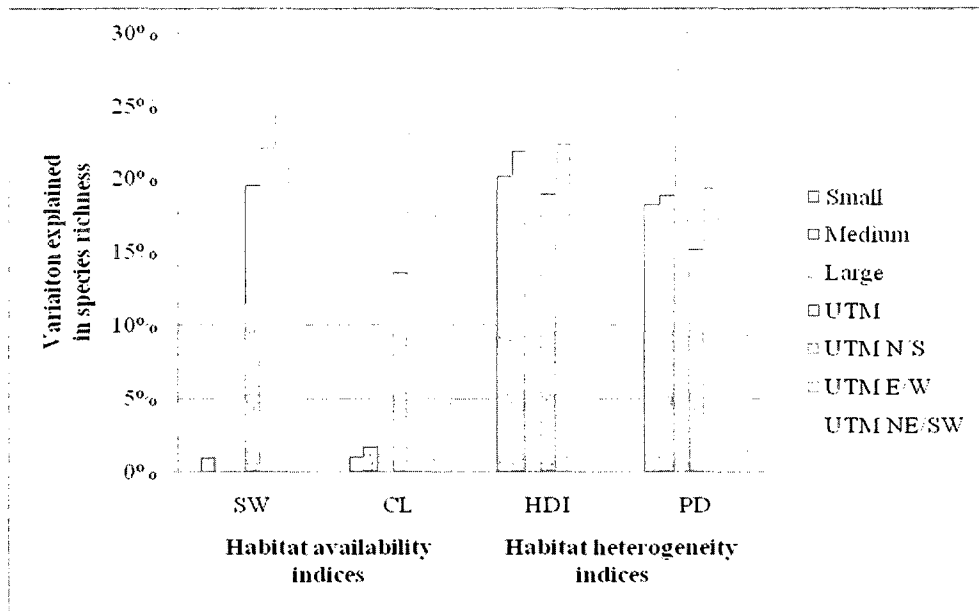 30%
25%
20%
15%
10%
5%
0%
Variaiton explained
in species richness
SW
CL
HDI
PD
Habitat availability
indices
Habitat heterogeneity
indices
Small
Medium
Large
UTM
UTM N/S
UTM E/W
UTM NE/SW